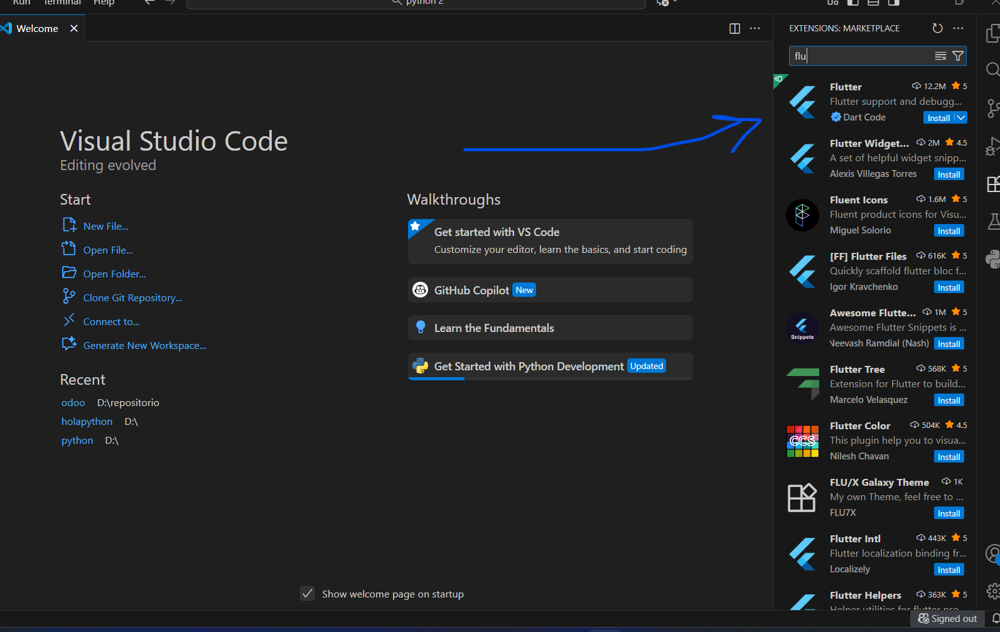 Run Terminal Help
python 2
Welcome
EXTENSIONS: MARKETPLACE
flu
Visual Studio Code
Editing evolved
Start
New File...
Open File...
Open Folder...
Clone Git Repository...
Connect to...
Generate New Workspace...
Recent
odoo D:\repositorio
holapython D:\
python D:\
Walkthroughs
Get started with VS Code
Customize your editor, learn the basics, and start coding
GitHub Copilot New
Learn the Fundamentals
Get Started with Python Development Updated
Show welcome page on startup
Flutter 12.2M 5
Flutter support and debugg...
Dart Code Install
Flutter Widget... 2M 4.5
A set of helpful widget snipp...
Alexis Villegas Torres Install
Fluent Icons 1.6M 5
Fluent product icons for Visu...
Miguel Solorio Install
[FF] Flutter Files 616K 5
Quickly scaffold flutter bloc f...
Igor Kravchenko Install
Snippets
Awesome Flutte... 1M 5
Awesome Flutter Snippets is ...
Neevash Ramdial (Nash) Install
Flutter Tree 568K 5
Extension for Flutter to build...
Marcelo Velasquez Install
CCS
Flutter Color 504K 4.5
This plugin help you to visua...
Nilesh Chavan Install
FLU/X Galaxy Theme 1K
My own Theme, feel free to ...
FLU7X Install
Flutter Intl 443K 5
Flutter localization binding fr...
Localizely Install
Flutter Helpers 363K 5
Helper utilities for flutter pro...
Signed out